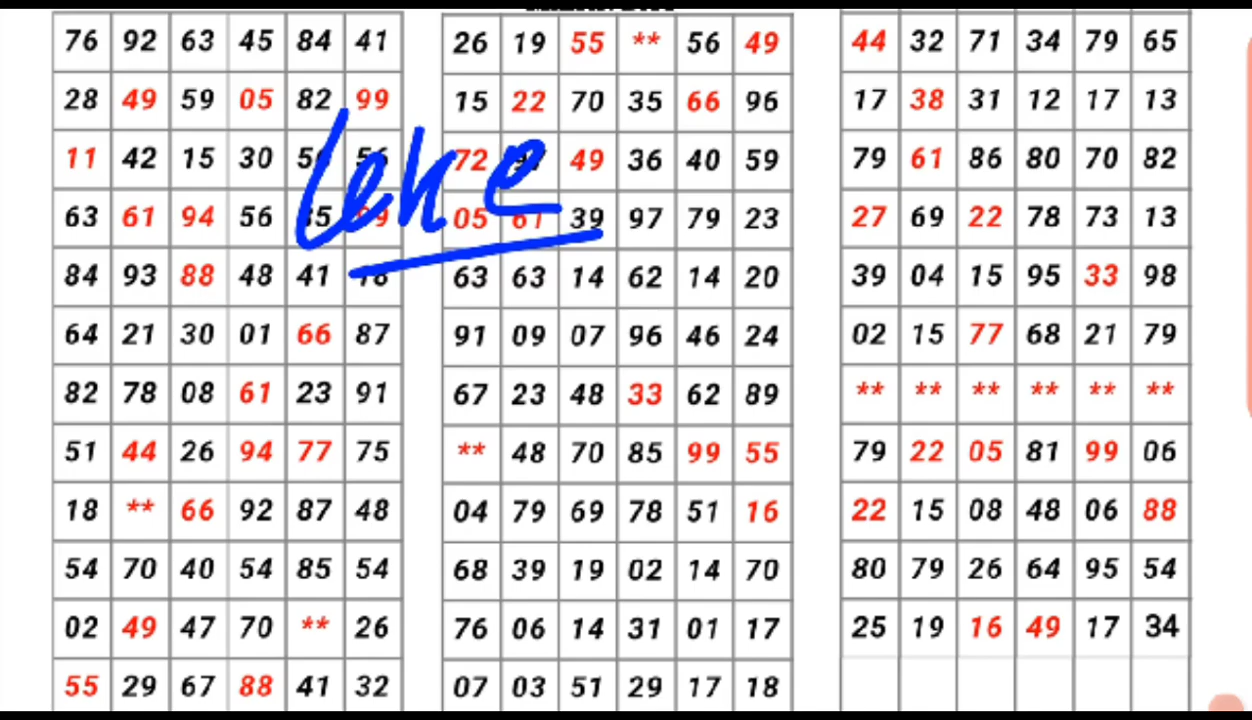 76 92 63 45 84 41
28 49 59 05 82 99
11 42 15 30 56
63 61 94 56
84 93 88 48 41
64 21 30 01 66 87
82 78 08 61 23 91
51 44 26 94 77 75
18 ** 66 92 87 48
54 70 40 54 85 54
02 49 47 70 ** 26
55 29 67 88 41 32
26 19 55 ** 56 49
15 22 70 35 66 96
72 49 36 40 59
05 61 39 97 79 23
63 63 14 62 14 20
91 09 07 96 46 24
67 23 48 33 62 89
** 48 70 85 99 55
04 79 69 78 51 16
68 39 19 02 14 70
76 06 14 31 01 17
07 03 51 29 17 18
44 32 71 34 79 65
17 38 31 12 17 13
79 61 86 80 70 82
27 69 22 78 73 13
39 04 15 95 33 98
02 15 77 68 21 79
** ** ** ** ** **
79 22 05 81 99 06
22 15 08 48 06 88
80 79 26 64 95 54
25 19 16 49 17 34